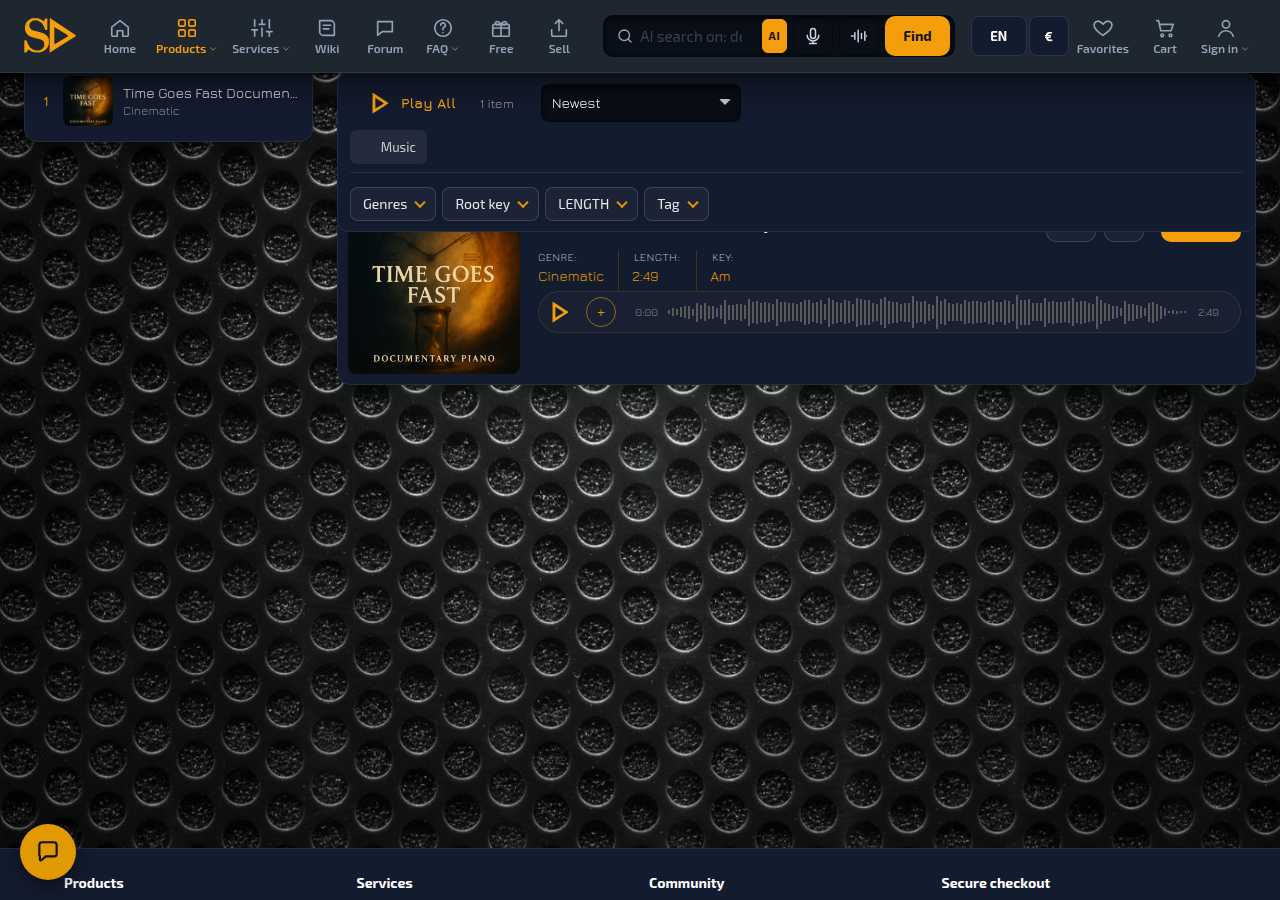 SD
Home
Products
Services
Wiki
Forum
FAQ
Free
Sell
AI search on: de
AI
Find
EN
€
Favorites
Cart
Sign in
1
Time Goes Fast Documen...
Cinematic
Play All
1 item
Newest
Music
Genres
Root key
LENGTH
Tag
TIME GOES
FAST
DOCUMENTARY PIANO
GENRE:
Cinematic
LENGTH:
2:49
KEY:
Am
+
0:00
2:49
Products
Services
Community
Secure checkout